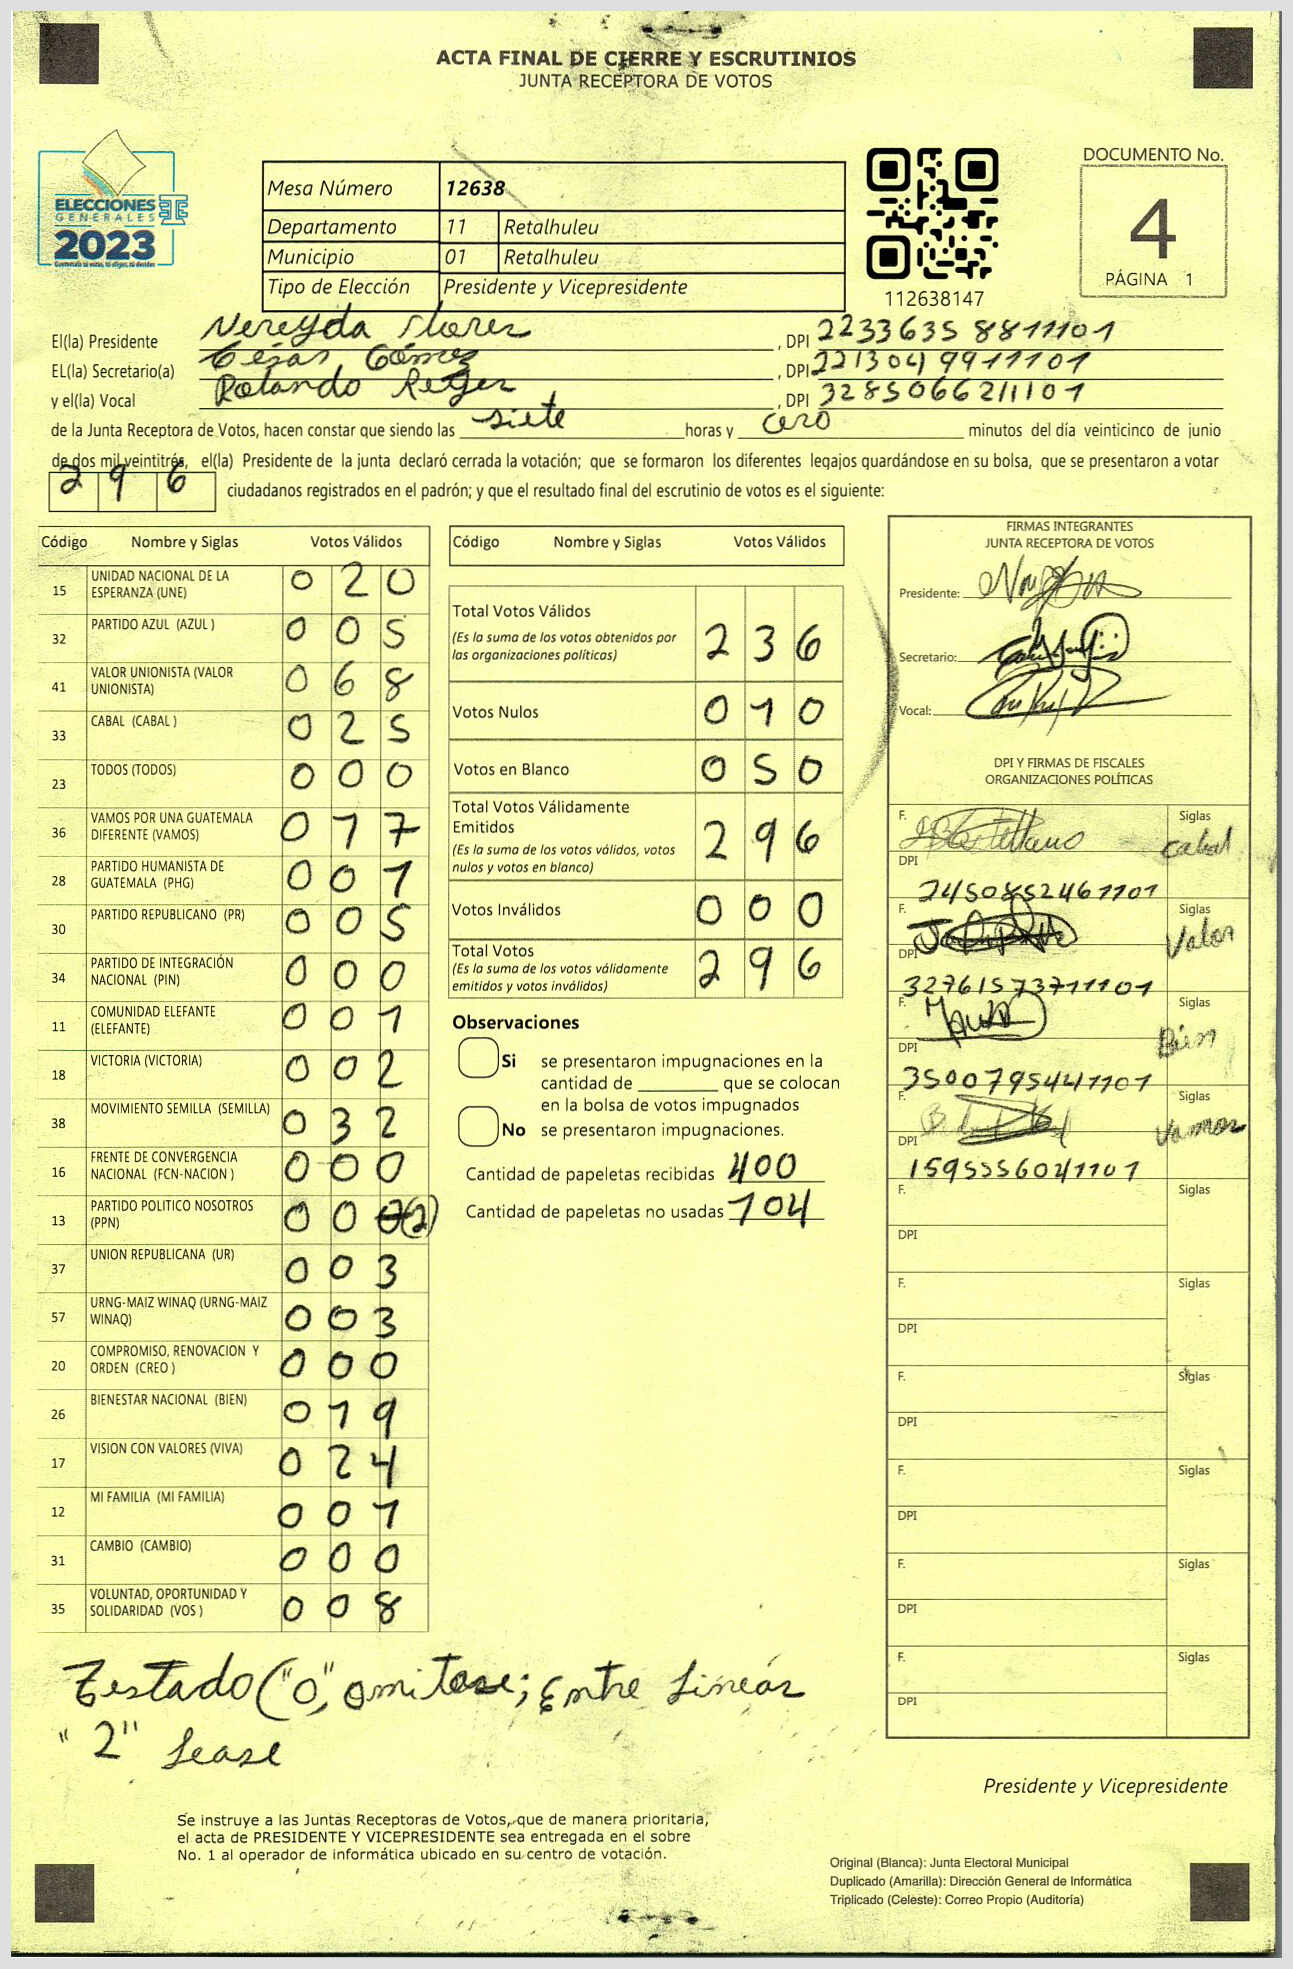 ACTA FINAL DE CIERRE Y ESCRUTINIOS
JUNTA RECEPTORA DE VOTOS
ELECCIONES
GENERALES
2023
Mesa Número 12638
Departamento 11 Retalhuleu
Municipio 01 Retalhuleu
Tipo de Elección Presidente y Vicepresidente
112638147
DOCUMENTO No.
4
PÁGINA 1
El(la) Presidente Nereyda Flores , DPI 2233635881101
EL(la) Secretario(a) César Gómez , DPI 2213049911101
y el(la) Vocal Rolando Reyes , DPI 3285066211101
de la Junta Receptora de Votos, hacen constar que siendo las siete horas y cero minutos del día veinticinco de junio
de dos mil veintitrés, el(la) Presidente de la junta declaró cerrada la votación; que se formaron los diferentes legajos guardándose en su bolsa, que se presentaron a votar
296 ciudadanos registrados en el padrón; y que el resultado final del escrutinio de votos es el siguiente:
Código Nombre y Siglas Votos Válidos
15 UNIDAD NACIONAL DE LA ESPERANZA (UNE) 0 2 0
32 PARTIDO AZUL (AZUL ) 0 0 5
41 VALOR UNIONISTA (VALOR UNIONISTA) 0 6 8
33 CABAL (CABAL ) 0 2 5
23 TODOS (TODOS) 0 0 0
36 VAMOS POR UNA GUATEMALA DIFERENTE (VAMOS) 0 1 7
28 PARTIDO HUMANISTA DE GUATEMALA (PHG) 0 0 1
30 PARTIDO REPUBLICANO (PR) 0 0 5
34 PARTIDO DE INTEGRACIÓN NACIONAL (PIN) 0 0 0
11 COMUNIDAD ELEFANTE (ELEFANTE) 0 0 1
18 VICTORIA (VICTORIA) 0 0 2
38 MOVIMIENTO SEMILLA (SEMILLA) 0 3 2
16 FRENTE DE CONVERGENCIA NACIONAL (FCN-NACION ) 0 0 0
13 PARTIDO POLITICO NOSOTROS (PPN) 0 0 0(2)
37 UNION REPUBLICANA (UR) 0 0 3
57 URNG-MAIZ WINAQ (URNG-MAIZ WINAQ) 0 0 3
20 COMPROMISO, RENOVACION Y ORDEN (CREO ) 0 0 0
26 BIENESTAR NACIONAL (BIEN) 0 1 9
17 VISION CON VALORES (VIVA) 0 2 4
12 MI FAMILIA (MI FAMILIA) 0 0 1
31 CAMBIO (CAMBIO) 0 0 0
35 VOLUNTAD, OPORTUNIDAD Y SOLIDARIDAD (VOS ) 0 0 8
Testado ("0", omitase; Entre Lineas
"2" Lease
Código Nombre y Siglas Votos Válidos
Total Votos Válidos 2 3 6
(Es la suma de los votos obtenidos por
las organizaciones políticas)
Votos Nulos 0 1 0
Votos en Blanco 0 5 0
Total Votos Válidamente
Emitidos 2 9 6
(Es la suma de los votos válidos, votos
nulos y votos en blanco)
Votos Inválidos 0 0 0
Total Votos 2 9 6
(Es la suma de los votos válidamente
emitidos y votos inválidos)
Observaciones
Si se presentaron impugnaciones en la
cantidad de ________ que se colocan
en la bolsa de votos impugnados
No se presentaron impugnaciones.
Cantidad de papeletas recibidas 400
Cantidad de papeletas no usadas 104
FIRMAS INTEGRANTES
JUNTA RECEPTORA DE VOTOS
Presidente:
Secretario:
Vocal:
DPI Y FIRMAS DE FISCALES
ORGANIZACIONES POLÍTICAS
F. Siglas Cabal
DPI 2450852461101
F. Siglas Valor
DPI 3276157371101
F. Siglas Bien
DPI 3500795441101
F. Siglas Vamos
DPI 1595556041101
F. Siglas
DPI
F. Siglas
DPI
F. Siglas
DPI
F. Siglas
DPI
F. Siglas
DPI
F. Siglas
DPI
Presidente y Vicepresidente
Se instruye a las Juntas Receptoras de Votos, que de manera prioritaria,
el acta de PRESIDENTE Y VICEPRESIDENTE sea entregada en el sobre
No. 1 al operador de informática ubicado en su centro de votación.
Original (Blanca): Junta Electoral Municipal
Duplicado (Amarilla): Dirección General de Informática
Triplicado (Celeste): Correo Propio (Auditoría)